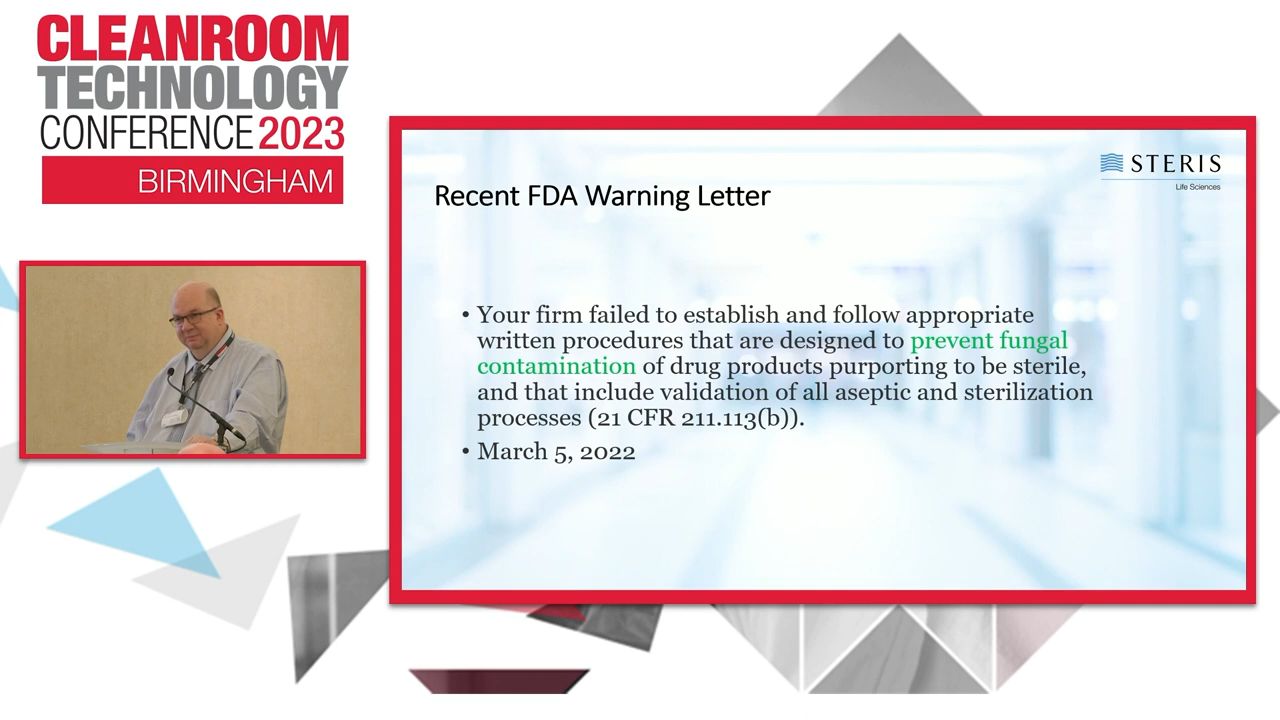 CLEANROOM
TECHNOLOGY
CONFERENCE 2023
BIRMINGHAM
STERIS
Life Sciences
Recent FDA Warning Letter
• Your firm failed to establish and follow appropriate
written procedures that are designed to prevent fungal
contamination of drug products purporting to be sterile,
and that include validation of all aseptic and sterilization
processes (21 CFR 211.113(b)).
• March 5, 2022